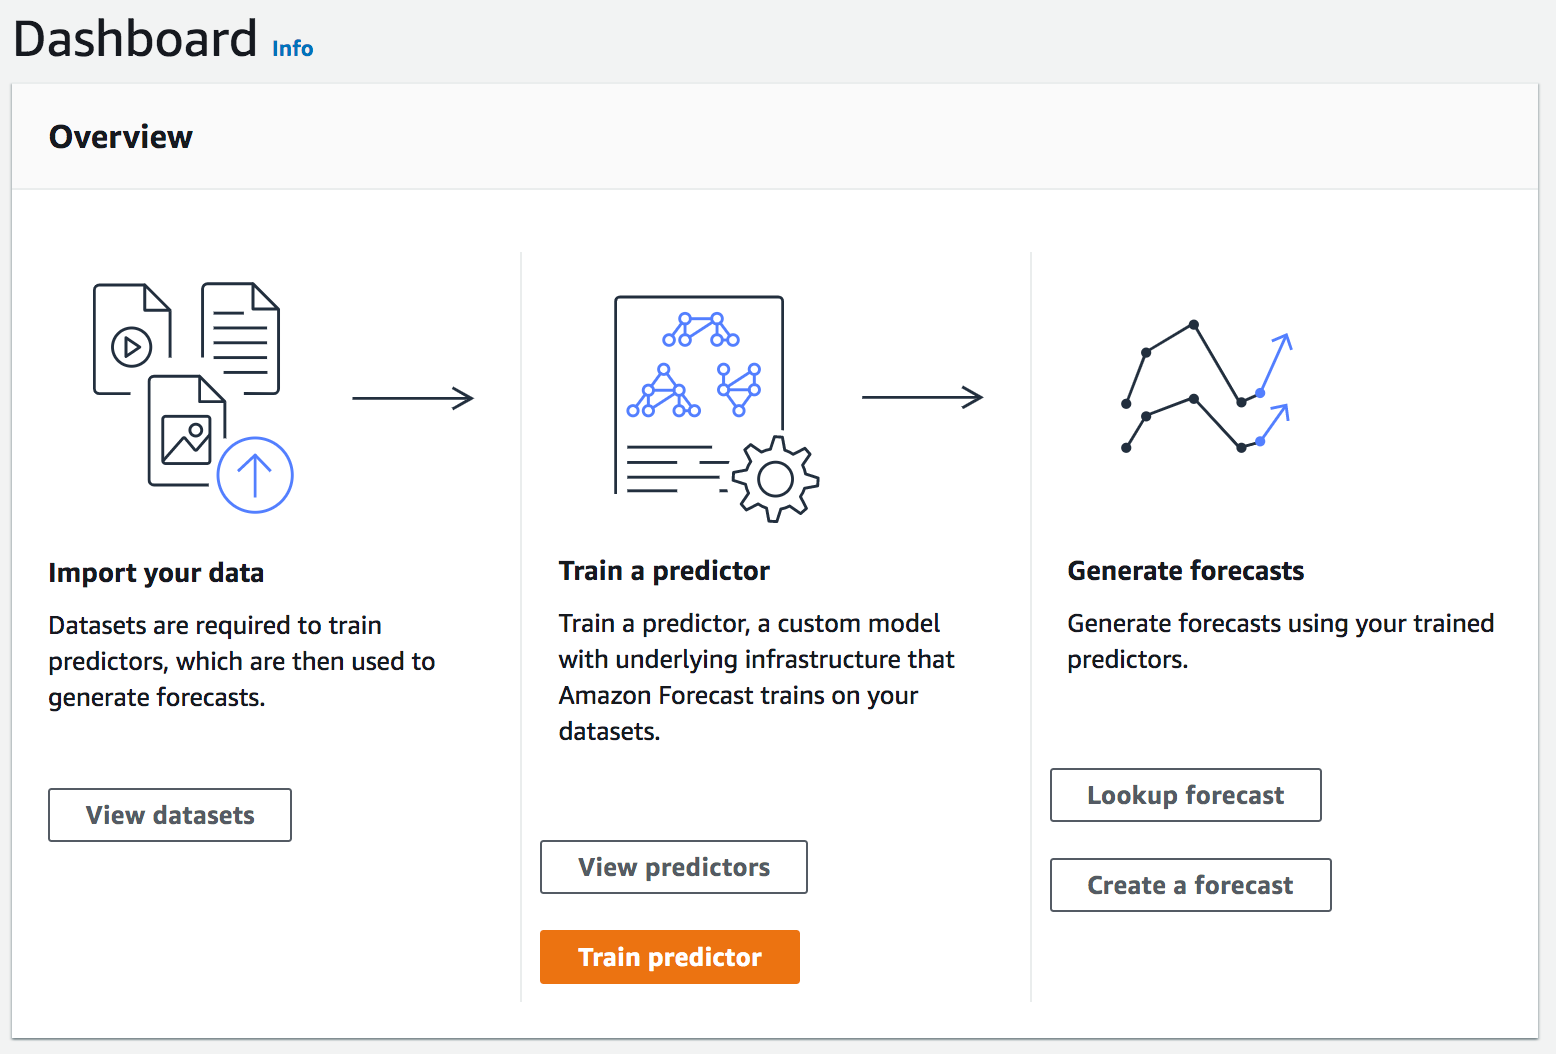 Dashboard Info
Overview
Import your data
Datasets are required to train
predictors, which are then used to
generate forecasts.
View datasets
Train a predictor
Train a predictor, a custom model
with underlying infrastructure that
Amazon Forecast trains on your
datasets.
View predictors
Train predictor
Generate forecasts
Generate forecasts using your trained
predictors.
Lookup forecast
Create a forecast